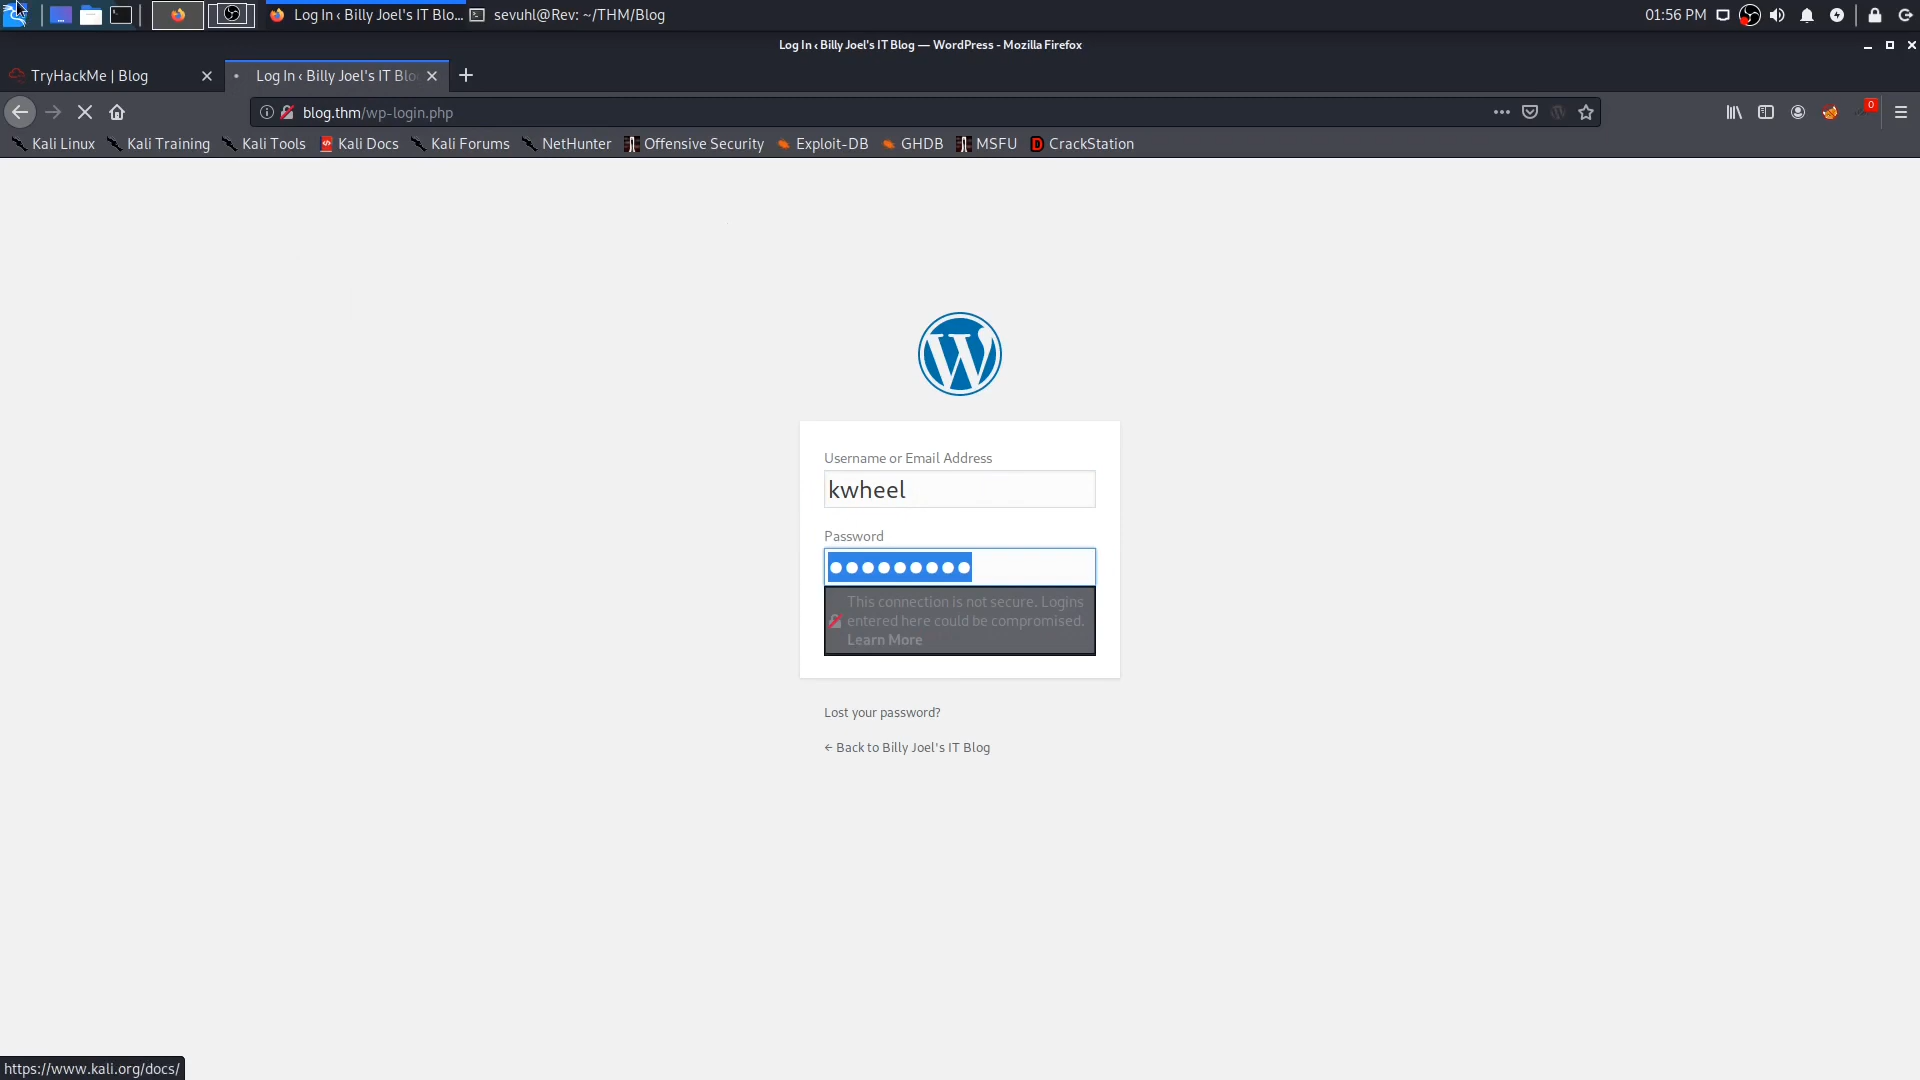 Log In ‹ Billy Joel's IT Blo... sevuhl@Rev: ~/THM/Blog 01:56 PM
Log In ‹ Billy Joel's IT Blog — WordPress - Mozilla Firefox
TryHackMe | Blog Log In ‹ Billy Joel's IT Blo
blog.thm/wp-login.php 0
Kali Linux Kali Training Kali Tools Kali Docs Kali Forums NetHunter Offensive Security Exploit-DB GHDB MSFU CrackStation
Username or Email Address
kwheel
Password
This connection is not secure. Logins
entered here could be compromised.
Learn More
Lost your password?
← Back to Billy Joel's IT Blog
https://www.kali.org/docs/